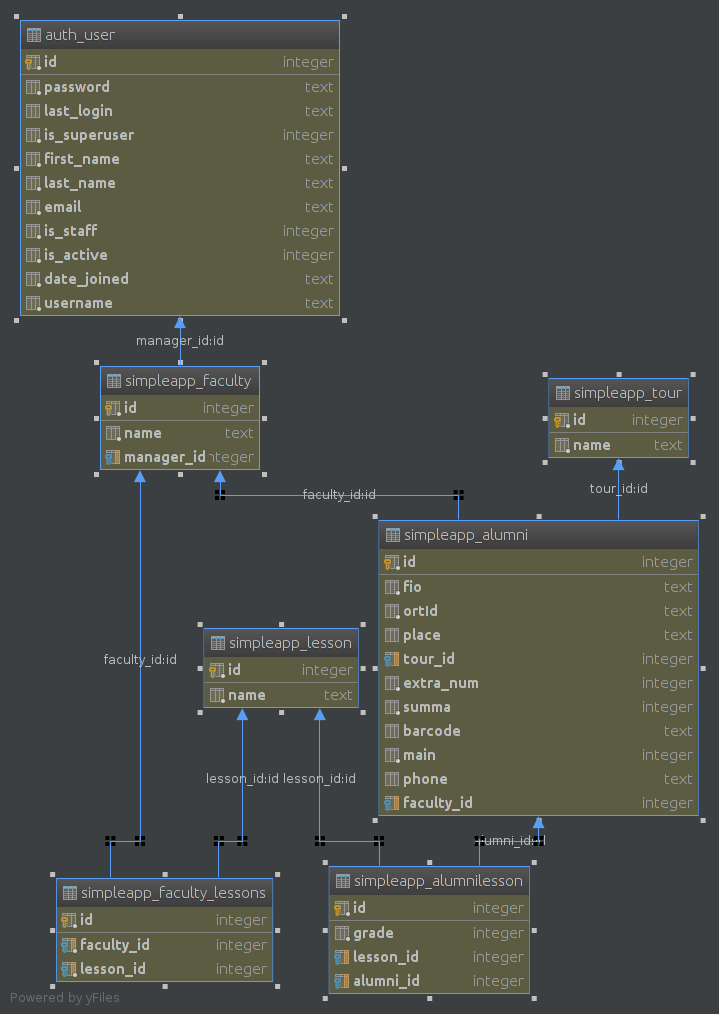 auth_user
id integer
password text
last_login text
is_superuser integer
first_name text
last_name text
email text
is_staff integer
is_active integer
date_joined text
username text
manager_id:id
simpleapp_faculty
id integer
name text
manager_id integer
simpleapp_tour
id integer
name text
faculty_id:id
tour_id:id
simpleapp_alumni
id integer
fio text
ortId text
place text
tour_id integer
extra_num integer
summa integer
barcode text
main integer
phone text
faculty_id integer
simpleapp_lesson
id integer
name text
faculty_id:id
lesson_id:id lesson_id:id
simpleapp_faculty_lessons
id integer
faculty_id integer
lesson_id integer
simpleapp_alumnilesson
id integer
grade integer
lesson_id integer
alumni_id integer
Powered by yFiles